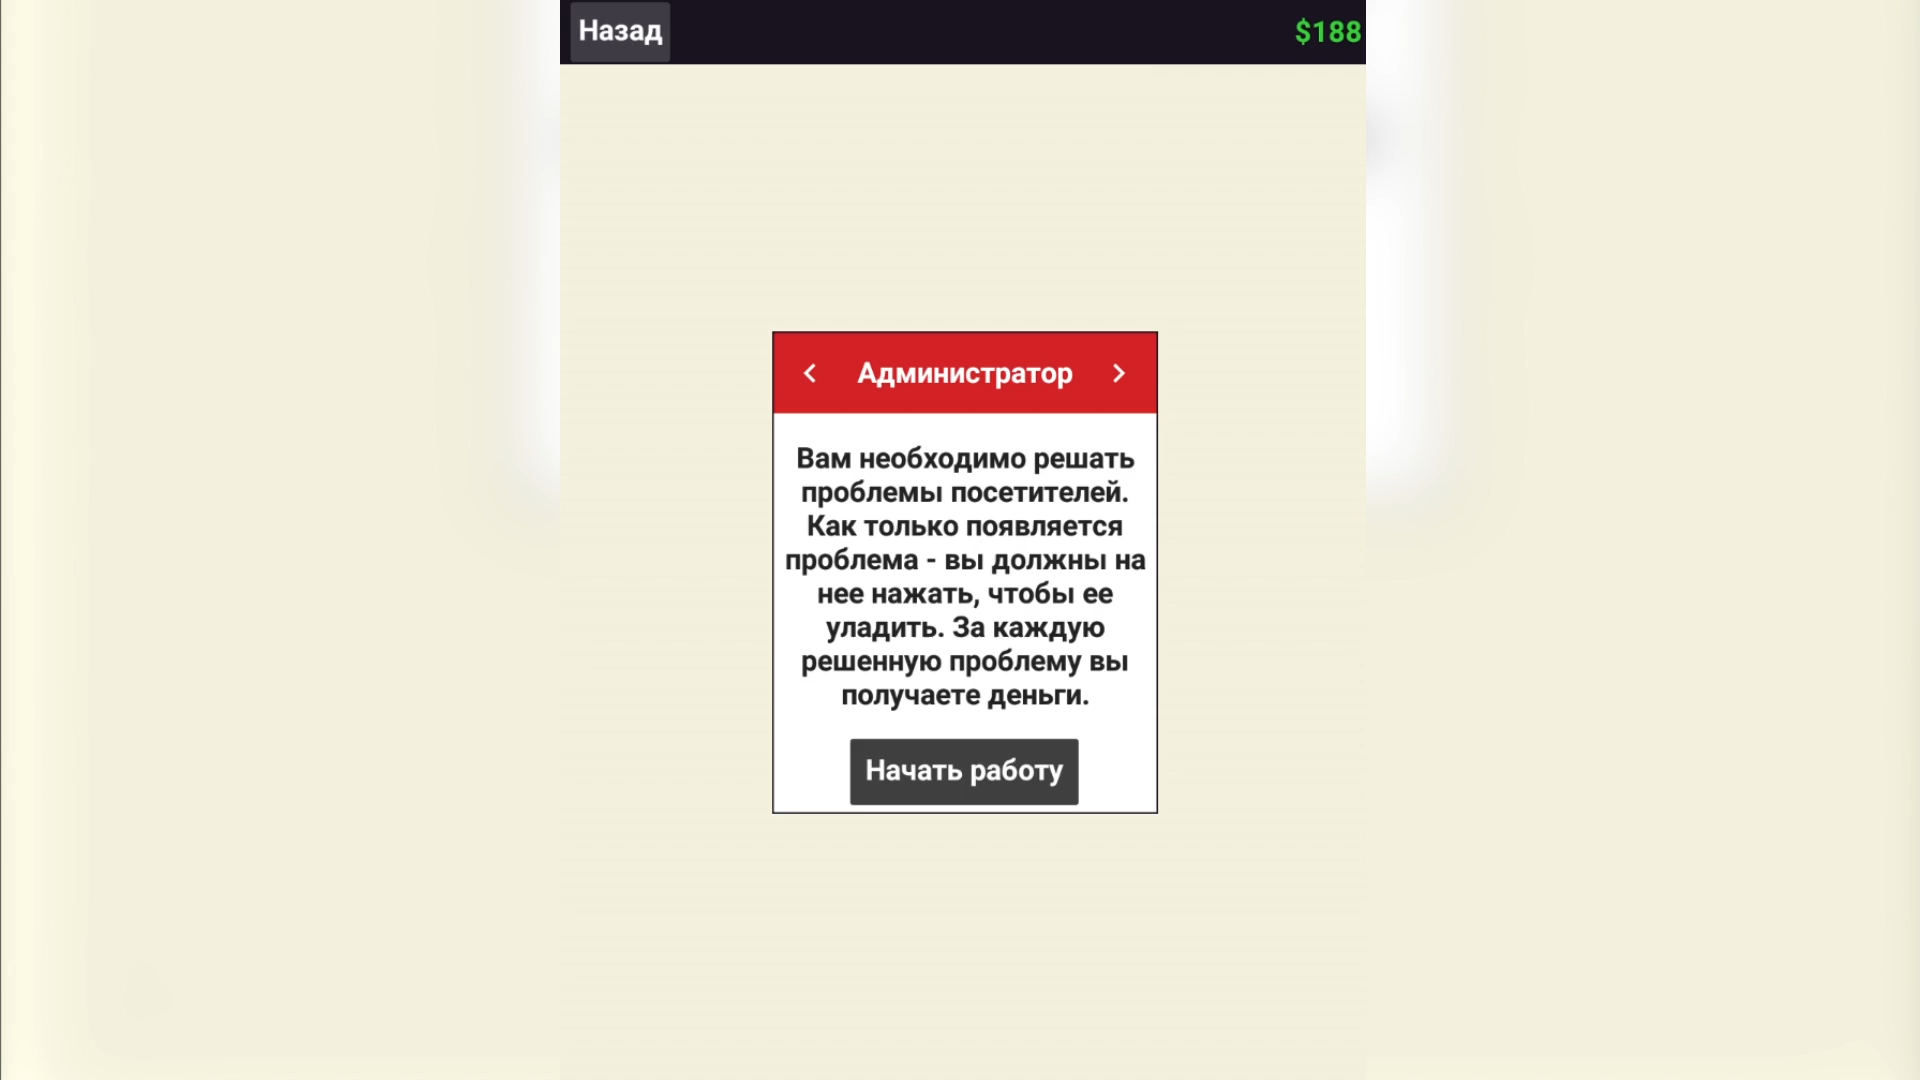 Назад
$188
Администратор
Вам необходимо решать
проблемы посетителей.
Как только появляется
проблема - вы должны на
нее нажать, чтобы ее
уладить. За каждую
решенную проблему вы
получаете деньги.
Начать работу